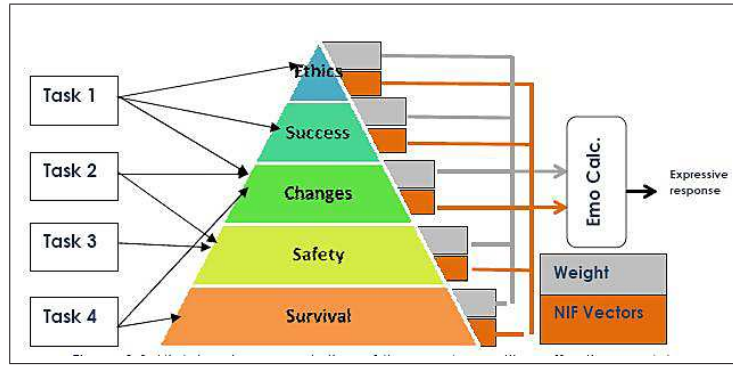 Ethics
Task 1
Success
Task 2
Changes
Task 3
Safety
Task 4
Survival
Emo Calc.
Expressive
response
Weight
NIF Vectors